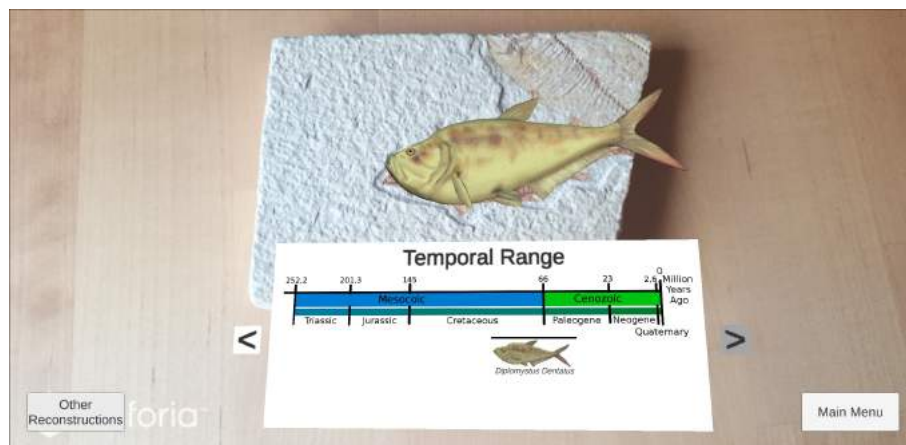 Temporal Range
252.2 201.3 145 66 23 2.6 0
Million
Years
Ago
Mesocoic Cenozoic
Triassic Jurassic Cretaceous Paleogene Neogene
Quaternary
< >
Diplomystus Dentatus
Other
Reconstructions
foria
Main Menu